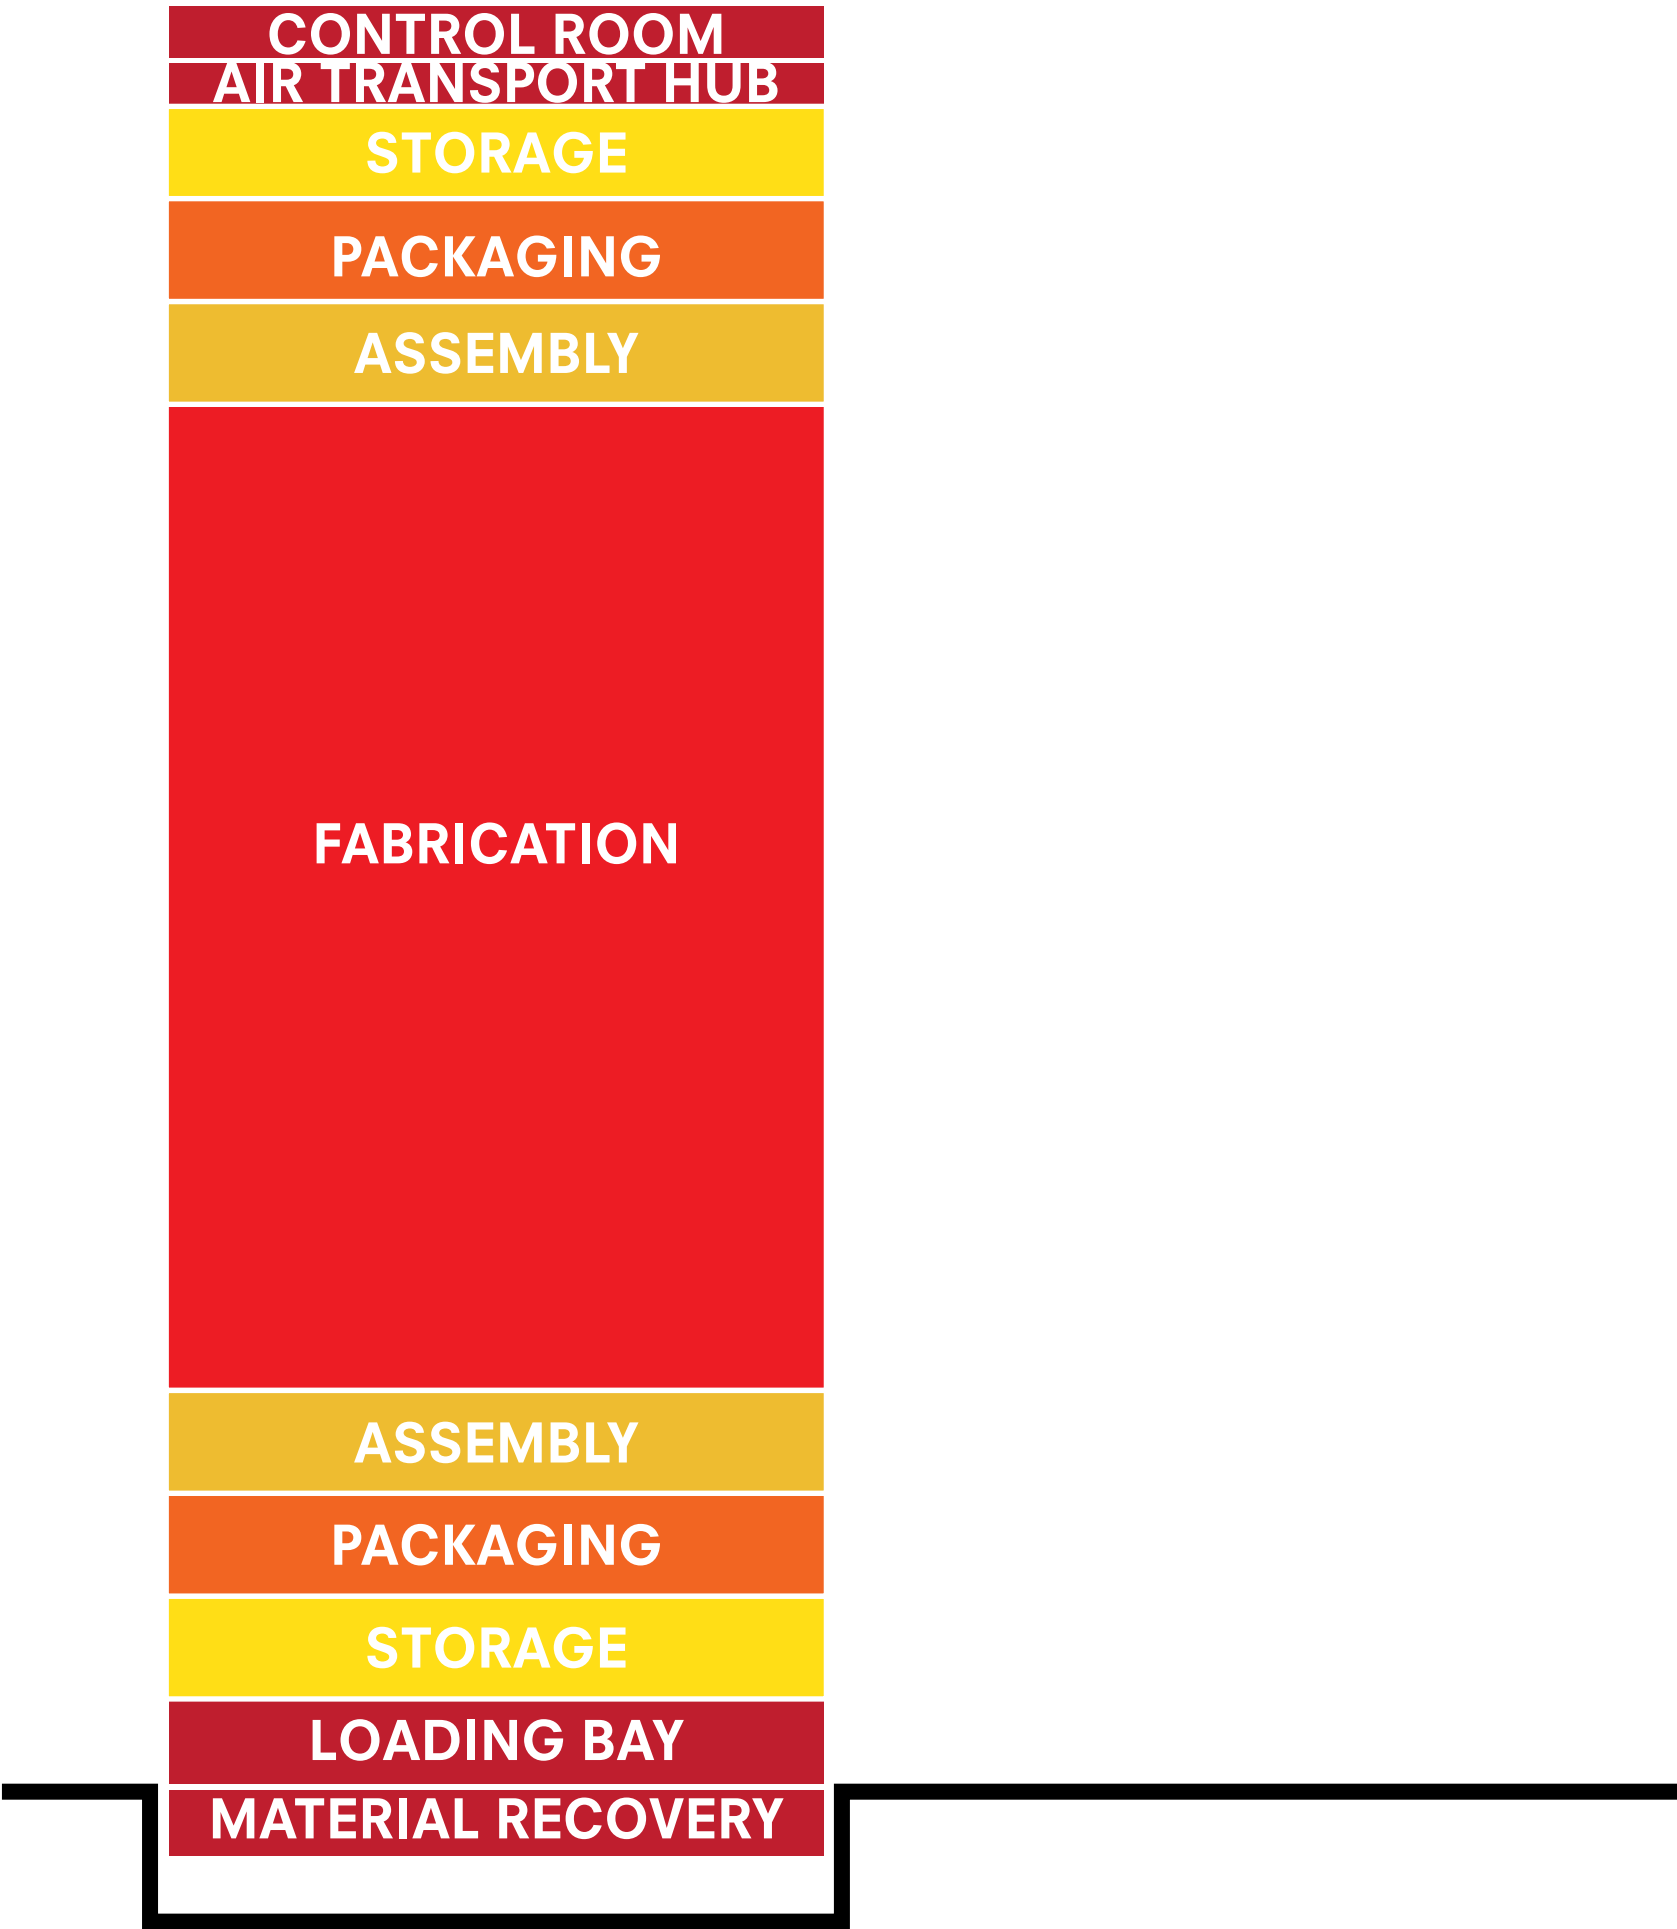 CONTROL ROOM
AIR TRANSPORT HUB
STORAGE
PACKAGING
ASSEMBLY
FABRICATION
ASSEMBLY
PACKAGING
STORAGE
LOADING BAY
MATERIAL RECOVERY